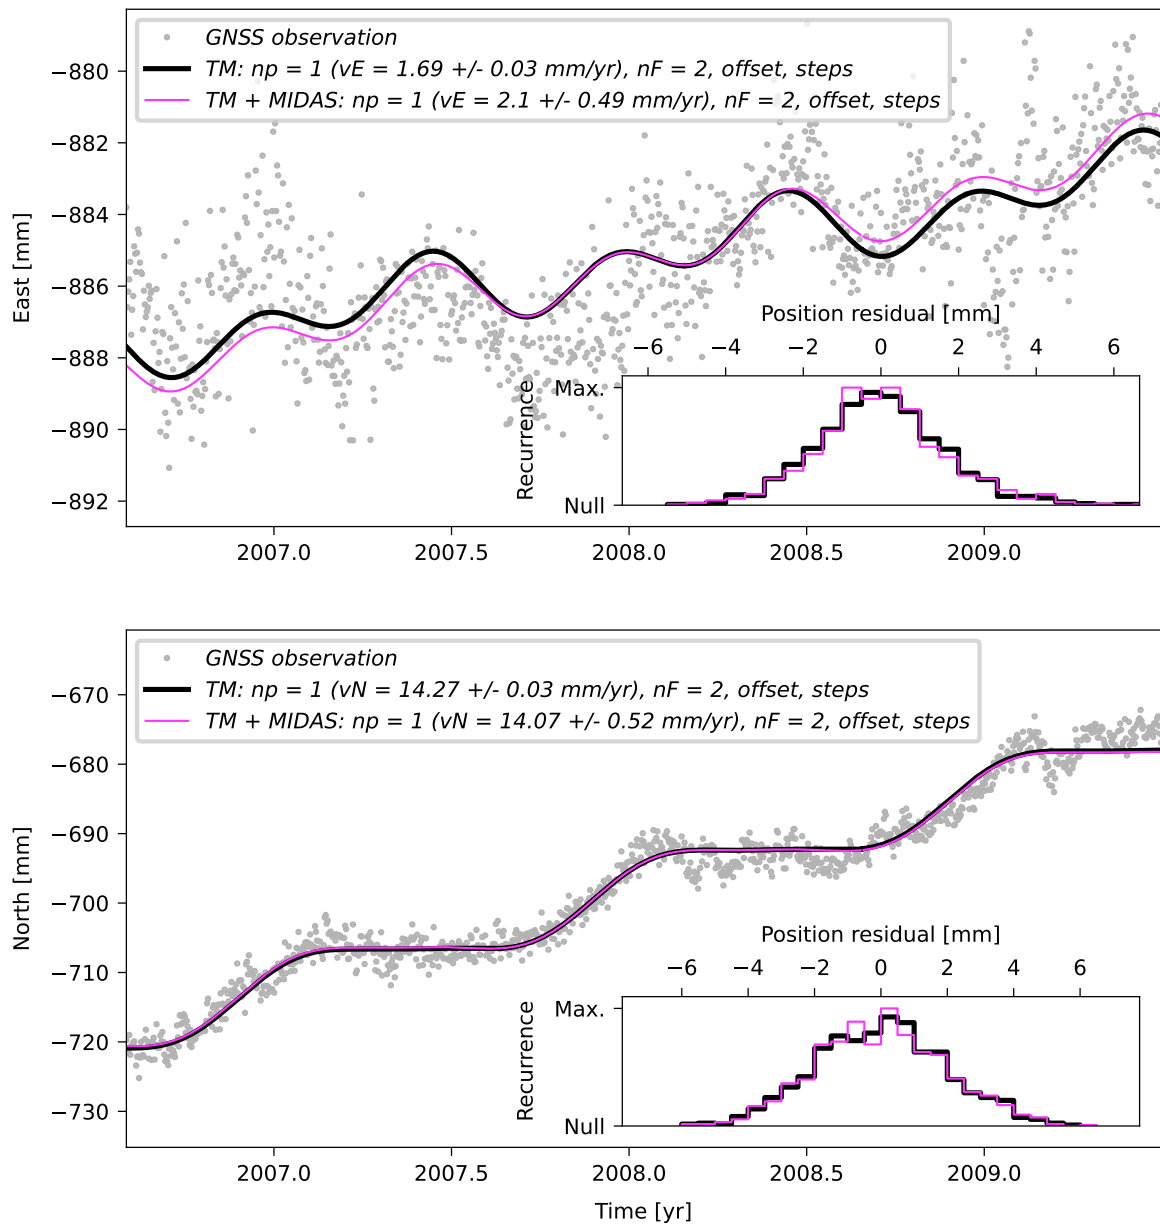 GNSS observation
TM: np = 1 (vE = 1.69 +/- 0.03 mm/yr), nF = 2, offset, steps
TM + MIDAS: np = 1 (vE = 2.1 +/- 0.49 mm/yr), nF = 2, offset, steps
−880
−882
−884
−886
−888
−890
−892
East [mm]
Position residual [mm]
−6 −4 −2 0 2 4 6
Max.
Null
Recurrence
2007.0 2007.5 2008.0 2008.5 2009.0
GNSS observation
TM: np = 1 (vN = 14.27 +/- 0.03 mm/yr), nF = 2, offset, steps
TM + MIDAS: np = 1 (vN = 14.07 +/- 0.52 mm/yr), nF = 2, offset, steps
−670
−680
−690
−700
−710
−720
−730
North [mm]
Position residual [mm]
−6 −4 −2 0 2 4 6
Max.
Null
Recurrence
2007.0 2007.5 2008.0 2008.5 2009.0
Time [yr]